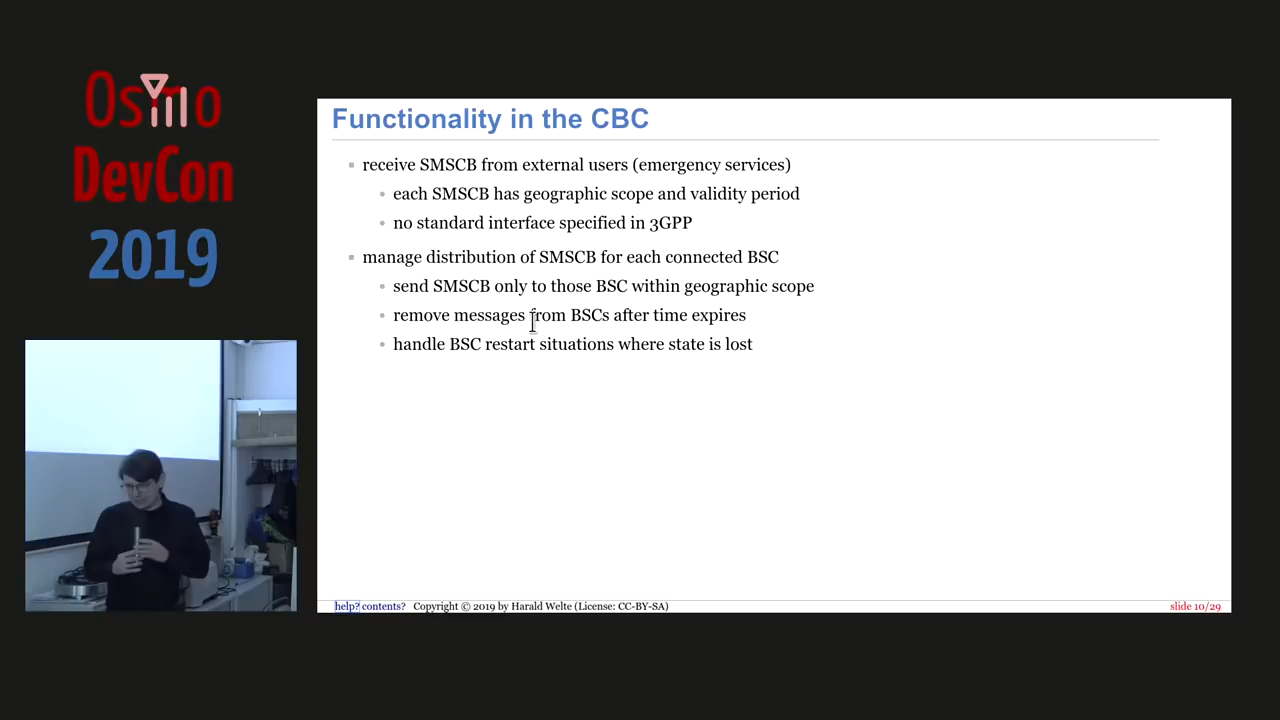 Osmo
DevCon
2019
Functionality in the CBC
receive SMSCB from external users (emergency services)
each SMSCB has geographic scope and validity period
no standard interface specified in 3GPP
manage distribution of SMSCB for each connected BSC
send SMSCB only to those BSC within geographic scope
remove messages from BSCs after time expires
handle BSC restart situations where state is lost
help? contents? Copyright © 2019 by Harald Welte (License: CC-BY-SA)
slide 10/29